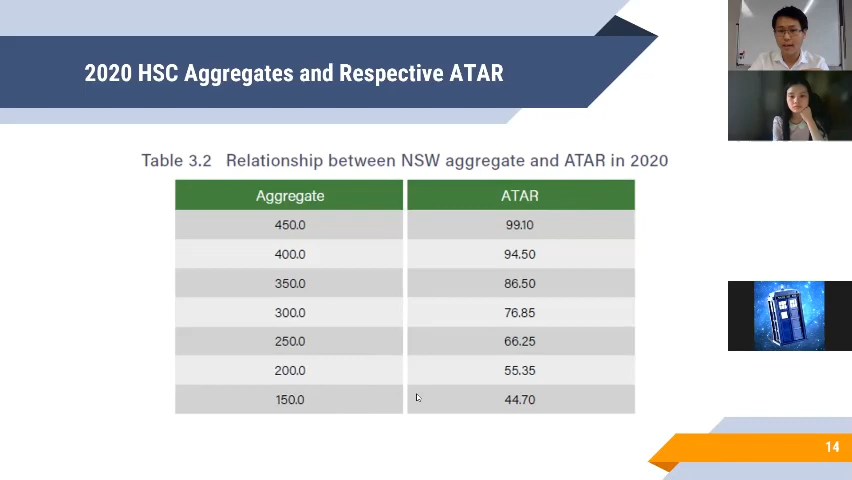 2020 HSC Aggregates and Respective ATAR
Table 3.2 Relationship between NSW aggregate and ATAR in 2020
Aggregate ATAR
450.0 99.10
400.0 94.50
350.0 86.50
300.0 76.85
250.0 66.25
200.0 55.35
150.0 44.70
14